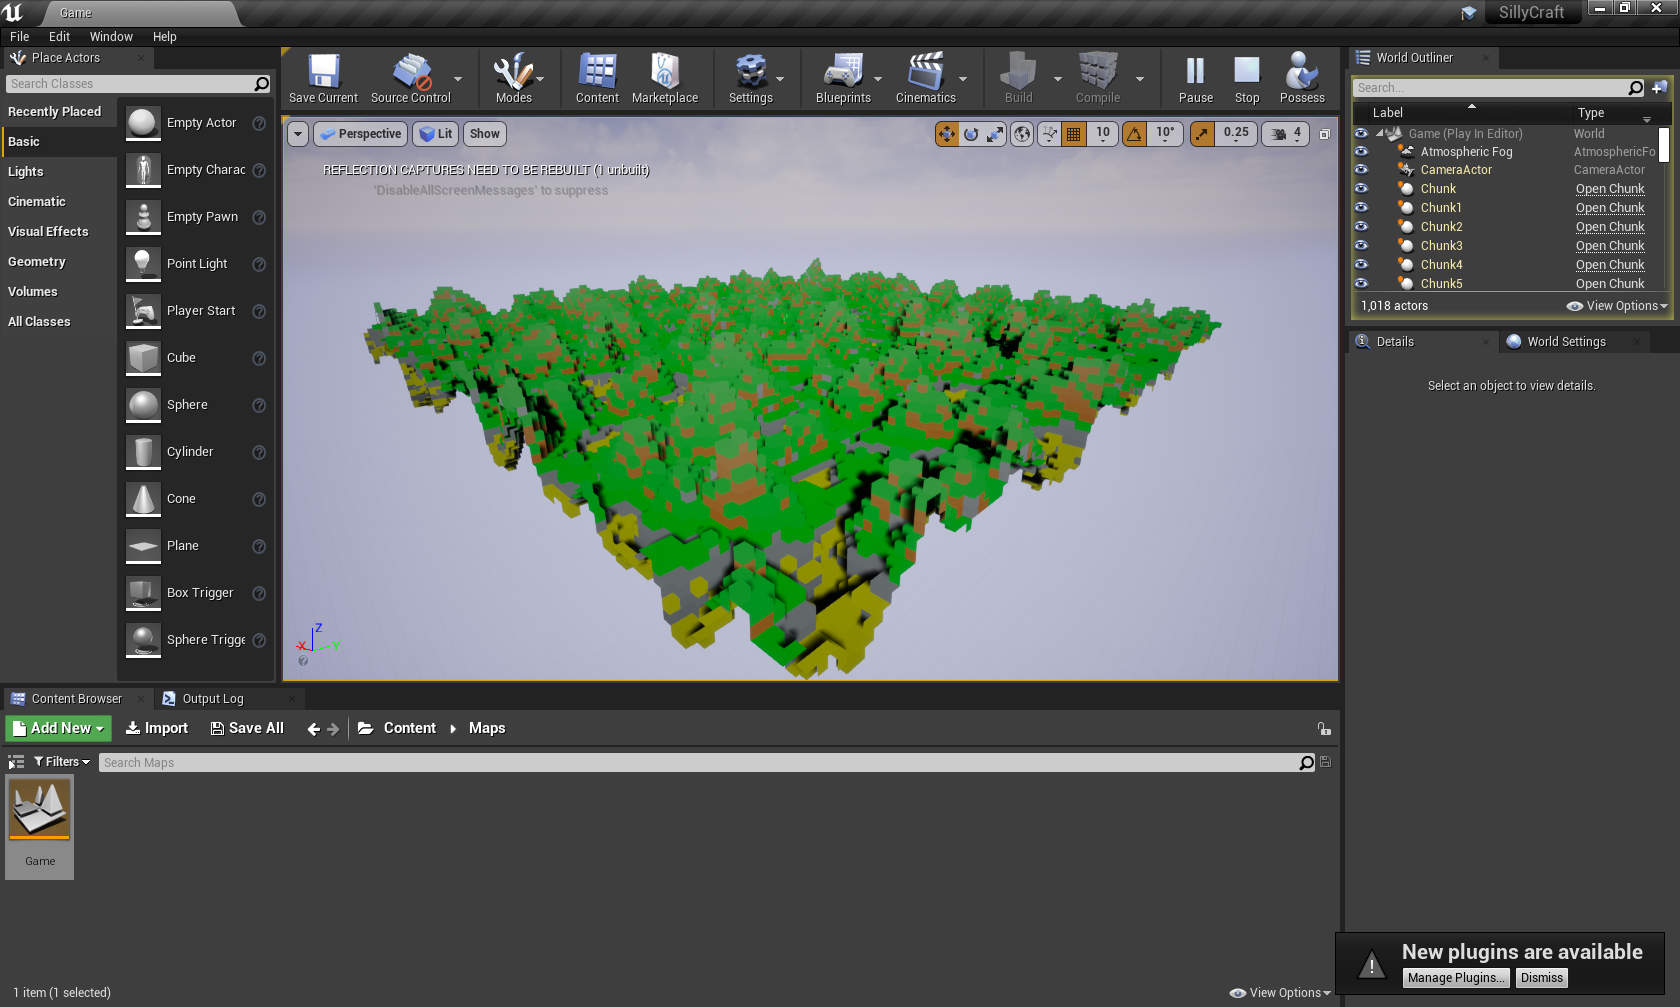 Game
SillyCraft
File Edit Window Help
Place Actors
Search Classes
Recently Placed
Basic
Lights
Cinematic
Visual Effects
Geometry
Volumes
All Classes
Empty Actor
Empty Charac
Empty Pawn
Point Light
Player Start
Cube
Sphere
Cylinder
Cone
Plane
Box Trigger
Sphere Trigge
Save Current Source Control Modes Content Marketplace Settings Blueprints Cinematics Build Compile Pause Stop Possess
Perspective Lit Show 10 10° 0.25 4
REFLECTION CAPTURES NEED TO BE REBUILT (1 unbuilt)
'DisableAllScreenMessages' to suppress
X Y Z
World Outliner
Search...
Label Type
Game (Play In Editor) World
Atmospheric Fog AtmosphericFo
CameraActor CameraActor
Chunk Open Chunk
Chunk1 Open Chunk
Chunk2 Open Chunk
Chunk3 Open Chunk
Chunk4 Open Chunk
Chunk5 Open Chunk
1,018 actors View Options
Details World Settings
Select an object to view details.
Content Browser Output Log
Add New Import Save All Content Maps
Filters Search Maps
Game
1 item (1 selected) View Options
New plugins are available
Manage Plugins... Dismiss